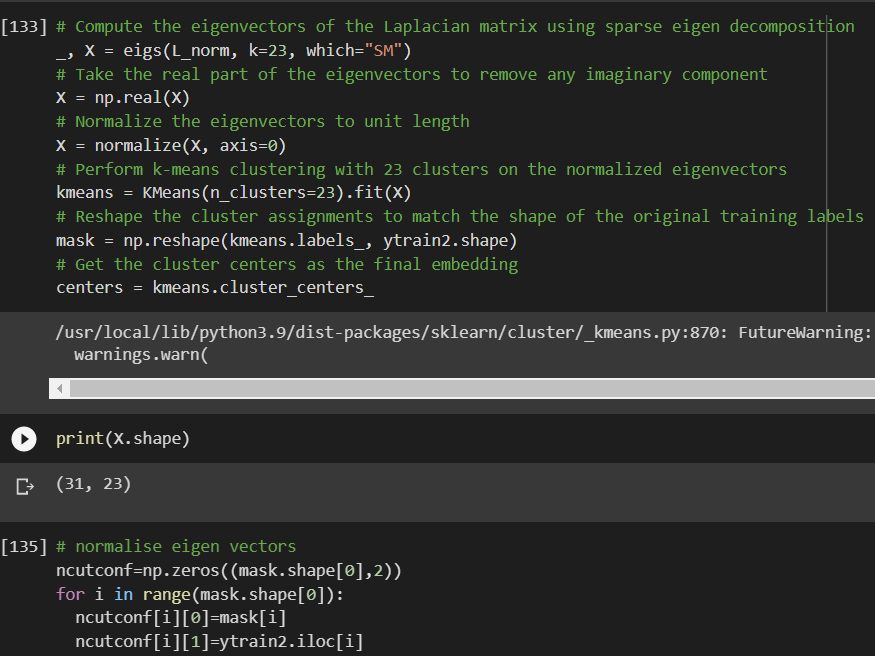 [133] # Compute the eigenvectors of the Laplacian matrix using sparse eigen decomposition
_, X = eigs(L_norm, k=23, which="SM")
# Take the real part of the eigenvectors to remove any imaginary component
X = np.real(X)
# Normalize the eigenvectors to unit length
X = normalize(X, axis=0)
# Perform k-means clustering with 23 clusters on the normalized eigenvectors
kmeans = KMeans(n_clusters=23).fit(X)
# Reshape the cluster assignments to match the shape of the original training labels
mask = np.reshape(kmeans.labels_, ytrain2.shape)
# Get the cluster centers as the final embedding
centers = kmeans.cluster_centers_
/usr/local/lib/python3.9/dist-packages/sklearn/cluster/_kmeans.py:870: FutureWarning:
warnings.warn(
print(X.shape)
(31, 23)
[135] # normalise eigen vectors
ncutconf=np.zeros((mask.shape[0],2))
for i in range(mask.shape[0]):
ncutconf[i][0]=mask[i]
ncutconf[i][1]=ytrain2.iloc[i]